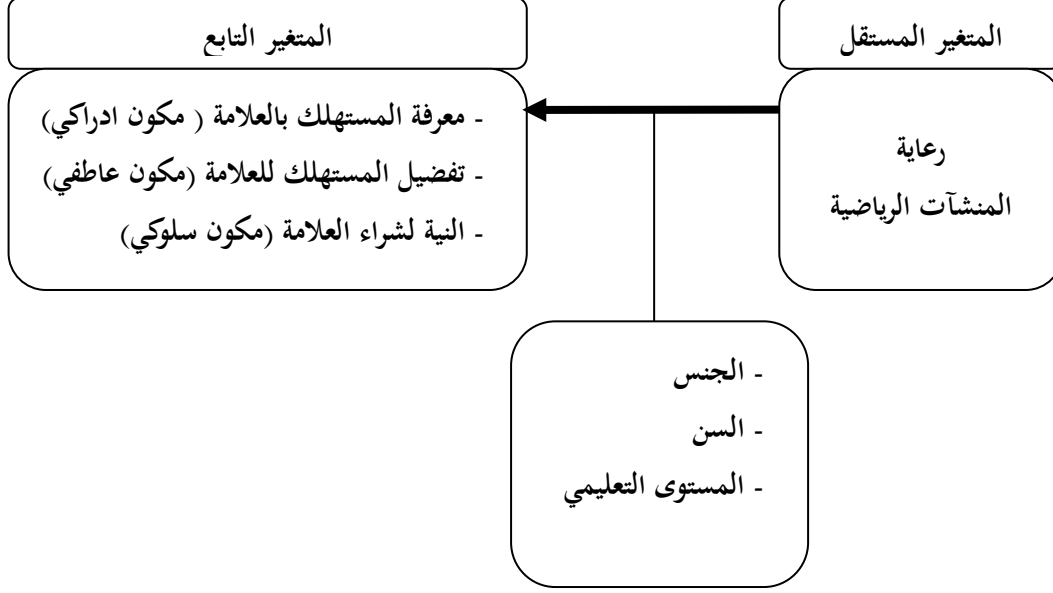 المتغير المستقل
المتغير التابع
رعاية
المنشآت الرياضية
- معرفة المستهلك بالعلامة ( مكون ادراكي)
- تفضيل المستهلك للعلامة (مكون عاطفي)
- النية لشراء العلامة (مكون سلوكي)
- الجنس
- السن
- المستوى التعليمي